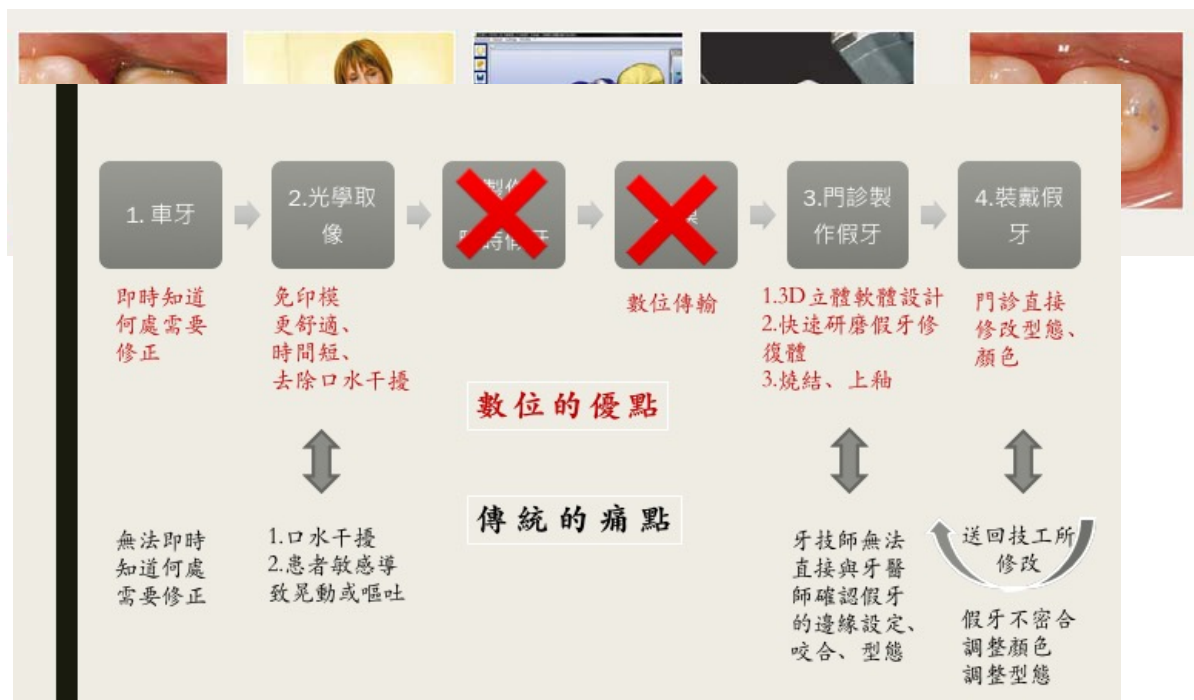 1. 車牙
2.光學取
像
製作
臨時假牙
模
3.門診製
作假牙
4.裝戴假
牙
即時知道
何處需要
修正
免印模
更舒適、
時間短、
去除口水干擾
數位傳輸
1.3D立體軟體設計
2.快速研磨假牙修
復體
3.燒結、上釉
門診直接
修改型態、
顏色
數位的優點
傳統的痛點
無法即時
知道何處
需要修正
1.口水干擾
2.患者敏感導
致晃動或嘔吐
牙技師無法
直接與牙醫
師確認假牙
的邊緣設定、
咬合、型態
送回技工所
修改
假牙不密合
調整顏色
調整型態